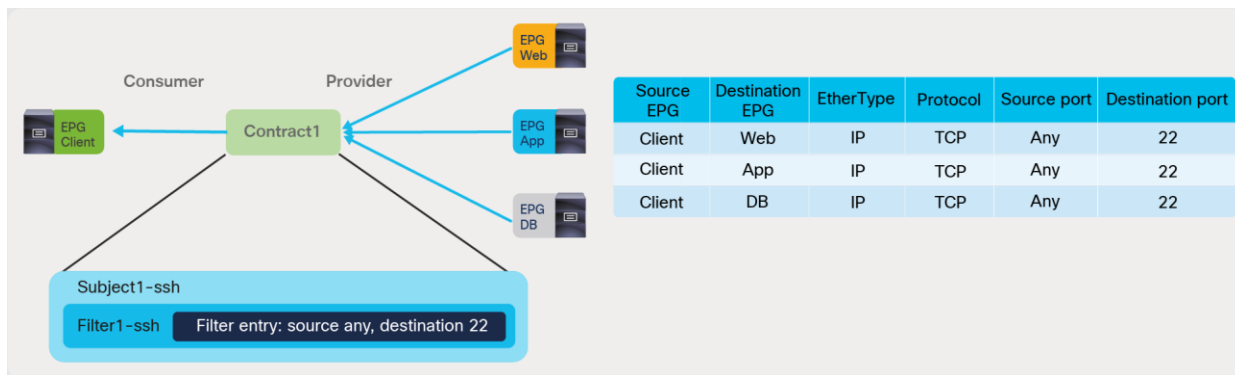 Consumer
Provider
EPG
Client
Contract1
EPG
Web
EPG
App
EPG
DB
Subject1-ssh
Filter1-ssh
Filter entry: source any, destination 22
Source EPG Destination EPG EtherType Protocol Source port Destination port
Client Web IP TCP Any 22
Client App IP TCP Any 22
Client DB IP TCP Any 22